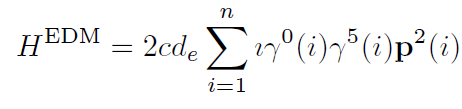 H^{EDM} = 2cd_e \sum_{i=1}^{n} \imath\gamma^0(i)\gamma^5(i)\mathbf{p}^2(i)